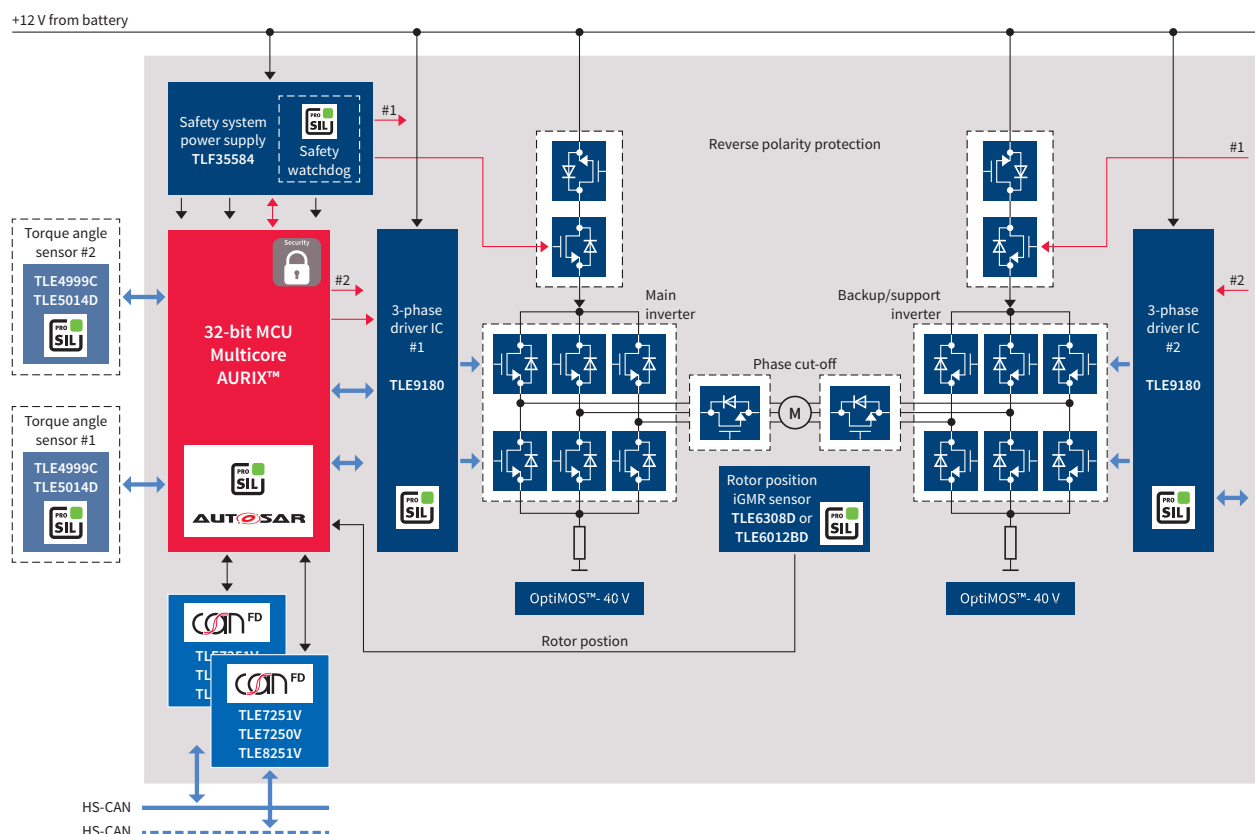 +12 V from battery
Safety system
power supply
TLF35584
PRO
SIL
Safety
watchdog
#1
Reverse polarity protection
#1
Torque angle
sensor #2
TLE4999C
TLE5014D
PRO
SIL
Security
32-bit MCU
Multicore
AURIX™
PRO
SIL
AUTOSAR
#2
3-phase
driver IC
#1
TLE9180
PRO
SIL
Main
inverter
Backup/support
inverter
Phase cut-off
M
#2
3-phase
driver IC
#2
TLE9180
PRO
SIL
Torque angle
sensor #1
TLE4999C
TLE5014D
PRO
SIL
Rotor position
iGMR sensor
TLE6308D or
TLE6012BD
PRO
SIL
OptiMOS™- 40 V
OptiMOS™- 40 V
Rotor postion
CAN FD
TLE7251V
TL
TL
CAN FD
TLE7251V
TLE7250V
TLE8251V
HS-CAN
HS-CAN